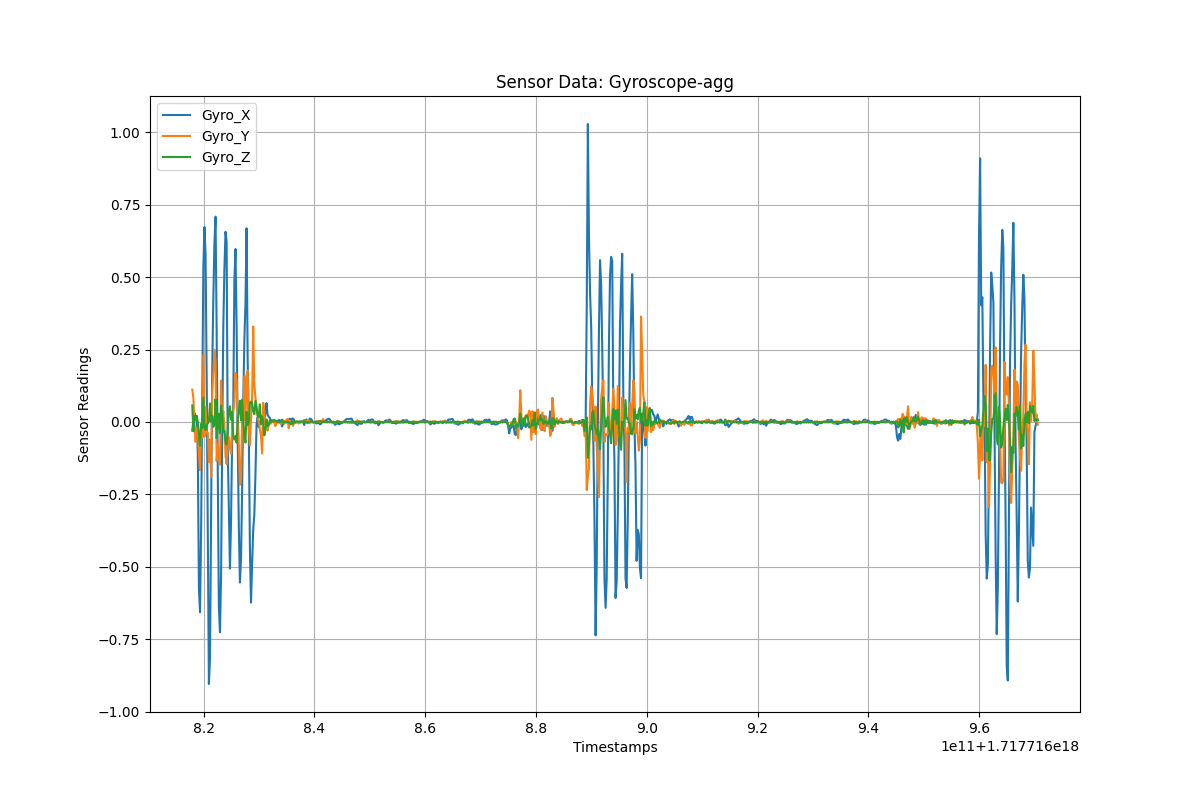 Sensor Data: Gyroscope-agg
Gyro_X
Gyro_Y
Gyro_Z
1.00
0.75
0.50
0.25
0.00
−0.25
−0.50
−0.75
−1.00
Sensor Readings
8.2 8.4 8.6 8.8 9.0 9.2 9.4 9.6
Timestamps
1e11+1.717716e18